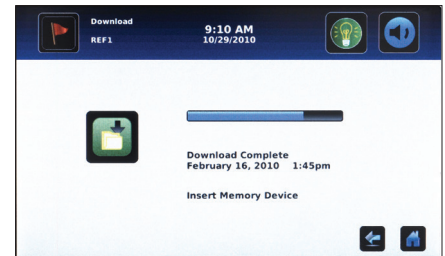 Download
REF1
9:10 AM
10/29/2010
Download Complete
February 16, 2010 1:45pm
Insert Memory Device